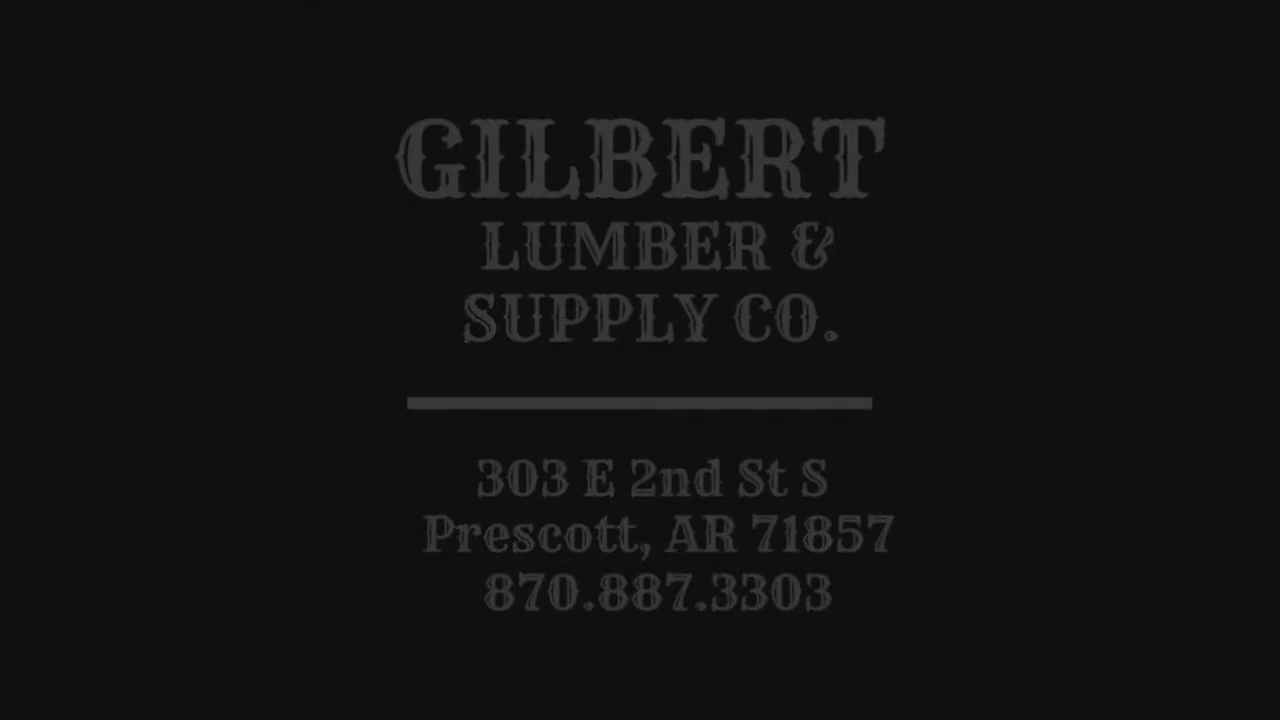 GILBERT
LUMBER &
SUPPLY CO.
303 E 2nd St S
Prescott, AR 71857
870.887.3303